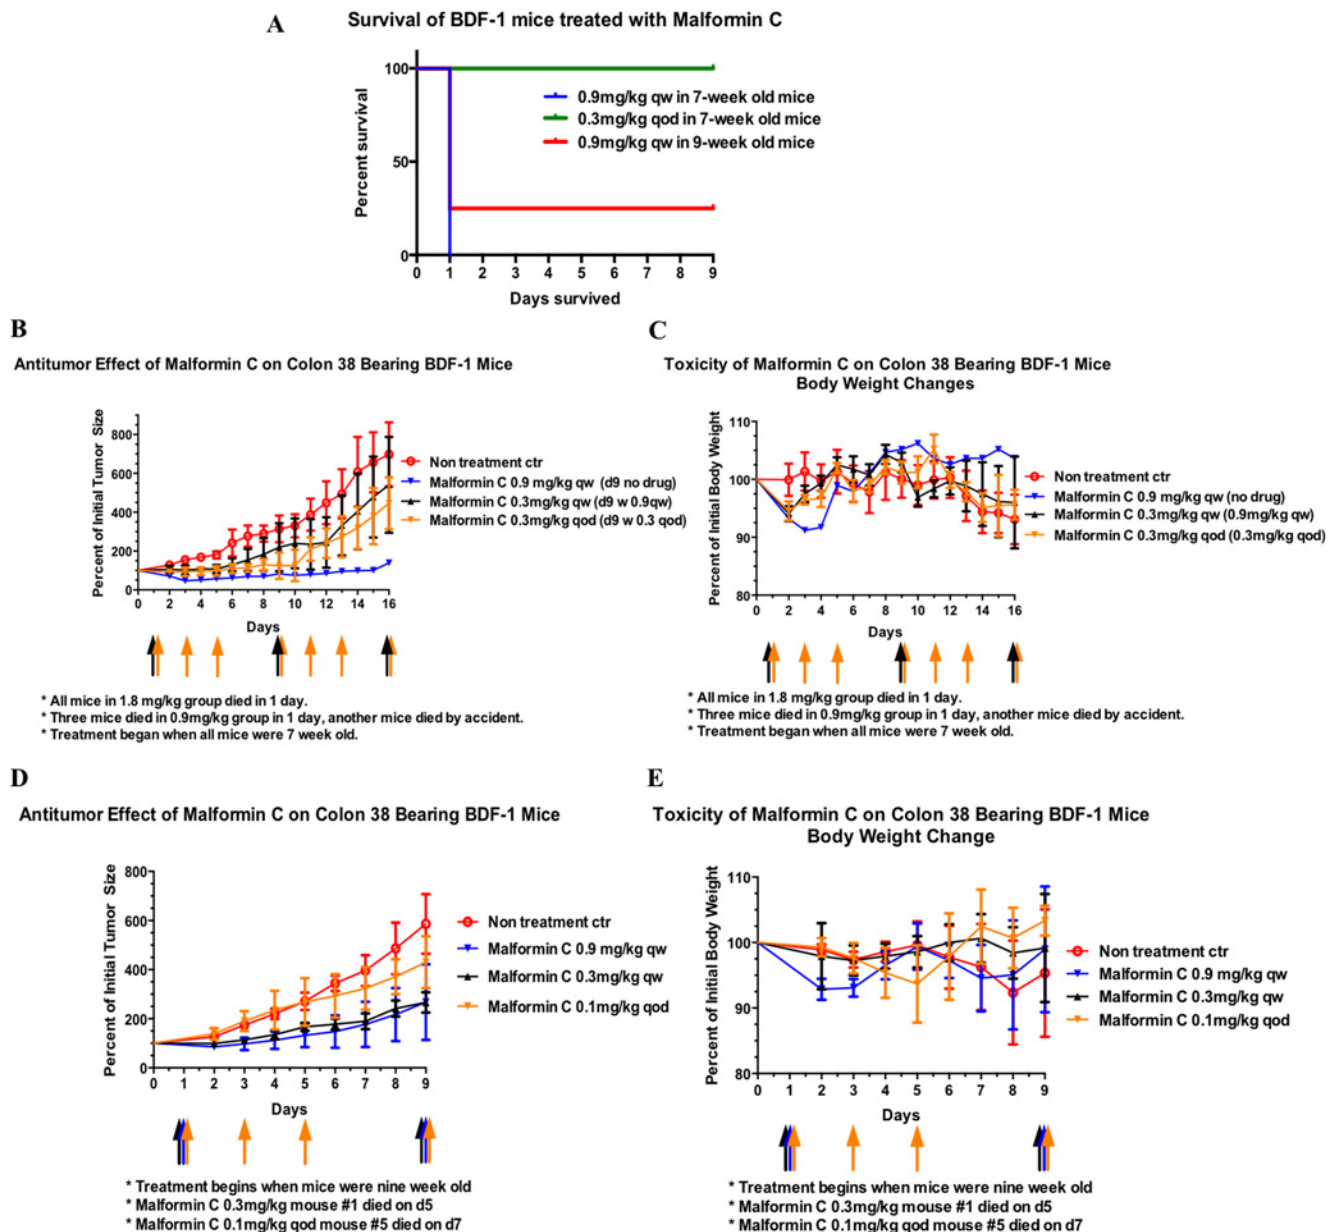 A
Survival of BDF-1 mice treated with Malformin C
Percent survival
100
50
0
0.9mg/kg qw in 7-week old mice
0.3mg/kg qod in 7-week old mice
0.9mg/kg qw in 9-week old mice
0 1 2 3 4 5 6 7 8 9
Days survived
B
Antitumor Effect of Malformin C on Colon 38 Bearing BDF-1 Mice
Percent of Initial Tumor Size
800
600
400
200
0
Non treatment ctr
Malformin C 0.9 mg/kg qw (d9 no drug)
Malformin C 0.3mg/kg qw (d9 w 0.9qw)
Malformin C 0.3mg/kg qod (d9 w 0.3 qod)
0 2 4 6 8 10 12 14 16
Days
* All mice in 1.8 mg/kg group died in 1 day.
* Three mice died in 0.9mg/kg group in 1 day, another mice died by accident.
* Treatment began when all mice were 7 week old.
C
Toxicity of Malformin C on Colon 38 Bearing BDF-1 Mice
Body Weight Changes
Percent of Initial Body Weight
110
100
90
80
Non treatment ctr
Malformin C 0.9 mg/kg qw (no drug)
Malformin C 0.3mg/kg qw (0.9mg/kg qw)
Malformin C 0.3mg/kg qod (0.3mg/kg qod)
0 2 4 6 8 10 12 14 16
Days
* All mice in 1.8 mg/kg group died in 1 day.
* Three mice died in 0.9mg/kg group in 1 day, another mice died by accident.
* Treatment began when all mice were 7 week old.
D
Antitumor Effect of Malformin C on Colon 38 Bearing BDF-1 Mice
Percent of Initial Tumor Size
800
600
400
200
0
Non treatment ctr
Malformin C 0.9 mg/kg qw
Malformin C 0.3mg/kg qw
Malformin C 0.1mg/kg qod
0 1 2 3 4 5 6 7 8 9
Days
* Treatment begins when mice were nine week old
* Malformin C 0.3mg/kg mouse #1 died on d5
* Malformin C 0.1mg/kg qod mouse #5 died on d7
E
Toxicity of Malformin C on Colon 38 Bearing BDF-1 Mice
Body Weight Change
Percent of Initial Body Weight
110
100
90
80
Non treatment ctr
Malformin C 0.9 mg/kg qw
Malformin C 0.3mg/kg qw
Malformin C 0.1mg/kg qod
0 1 2 3 4 5 6 7 8 9
Days
* Treatment begins when mice were nine week old
* Malformin C 0.3mg/kg mouse #1 died on d5
* Malformin C 0.1mg/kg qod mouse #5 died on d7